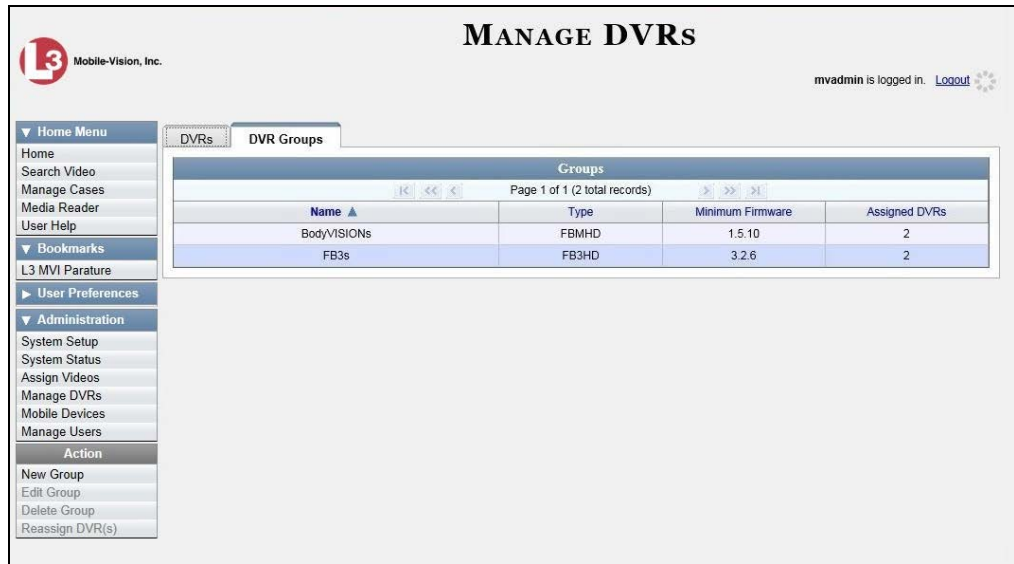 MANAGE DVRS
L3 Mobile-Vision, Inc.
mvadmin is logged in. Logout
▼ Home Menu
Home
Search Video
Manage Cases
Media Reader
User Help
▼ Bookmarks
L3 MVI Parature
▶ User Preferences
▼ Administration
System Setup
System Status
Assign Videos
Manage DVRs
Mobile Devices
Manage Users
Action
New Group
Edit Group
Delete Group
Reassign DVR(s)
DVRs DVR Groups
Groups
Page 1 of 1 (2 total records)
Name ▲ Type Minimum Firmware Assigned DVRs
BodyVISIONs FBMHD 1.5.10 2
FB3s FB3HD 3.2.6 2